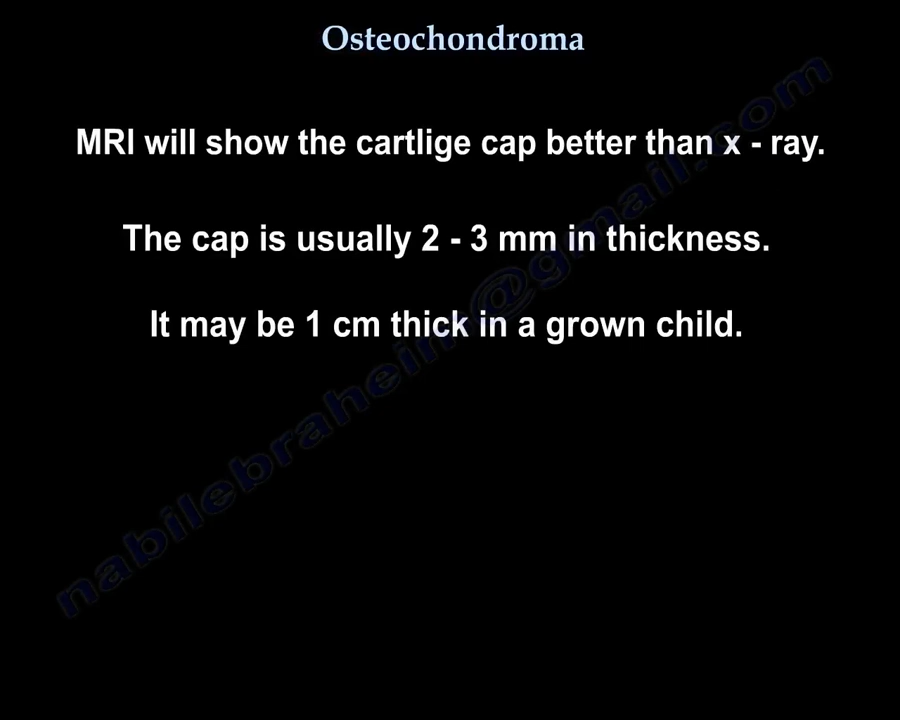 Osteochondroma
MRI will show the cartlige cap better than x - ray.
The cap is usually 2 - 3 mm in thickness.
It may be 1 cm thick in a grown child.
nabilebraheim@gmail.com